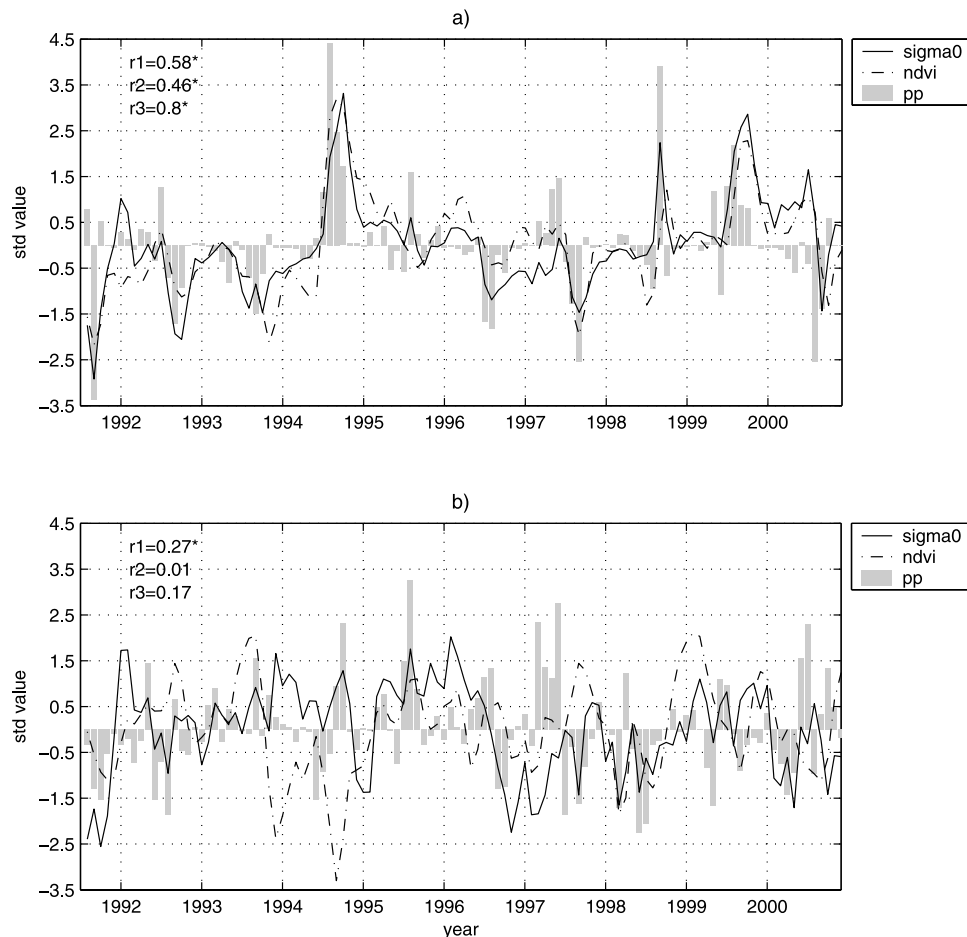 a)
4.5
3.5
2.5
1.5
0.5
−0.5
−1.5
−2.5
−3.5
std value
r1=0.58*
r2=0.46*
r3=0.8*
sigma0
ndvi
pp
1992 1993 1994 1995 1996 1997 1998 1999 2000
b)
4.5
3.5
2.5
1.5
0.5
−0.5
−1.5
−2.5
−3.5
std value
r1=0.27*
r2=0.01
r3=0.17
sigma0
ndvi
pp
1992 1993 1994 1995 1996 1997 1998 1999 2000
year